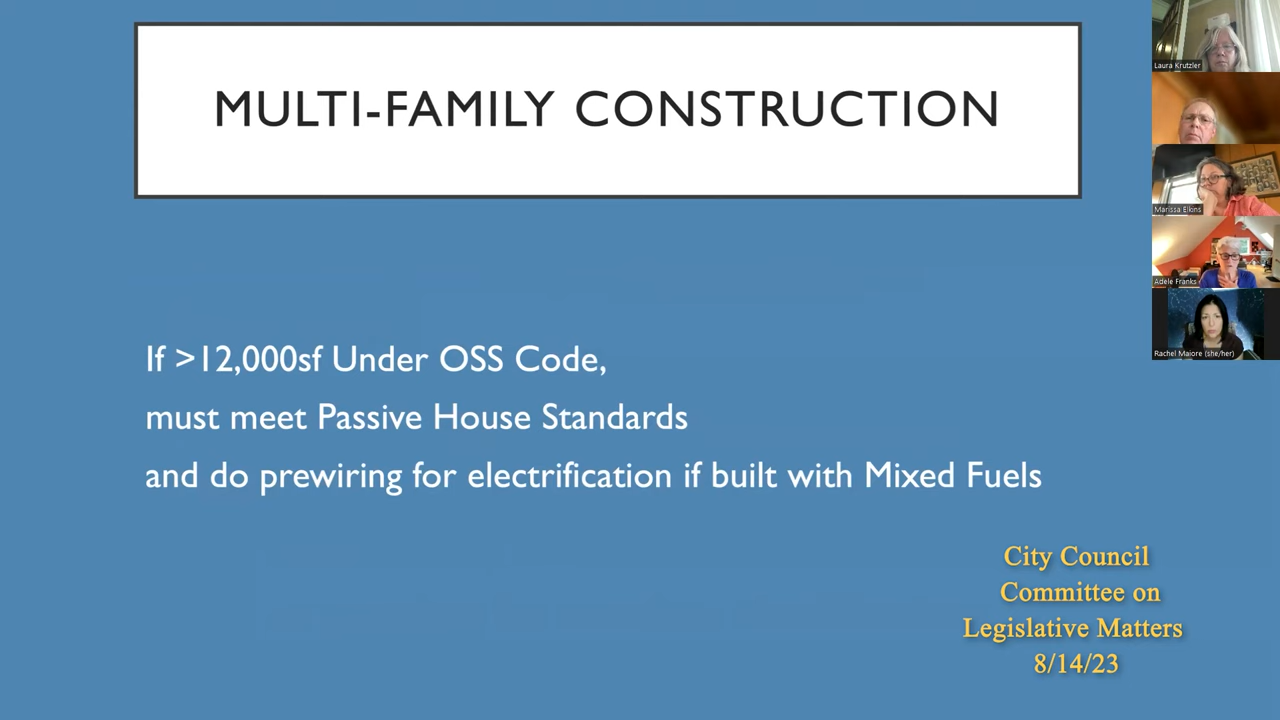 MULTI-FAMILY CONSTRUCTION
If >12,000sf Under OSS Code,
must meet Passive House Standards
and do prewiring for electrification if built with Mixed Fuels
City Council
Committee on
Legislative Matters
8/14/23
Laura Krutzler
Marissa Elkins
Adele Franks
Rachel Maiore (she/her)